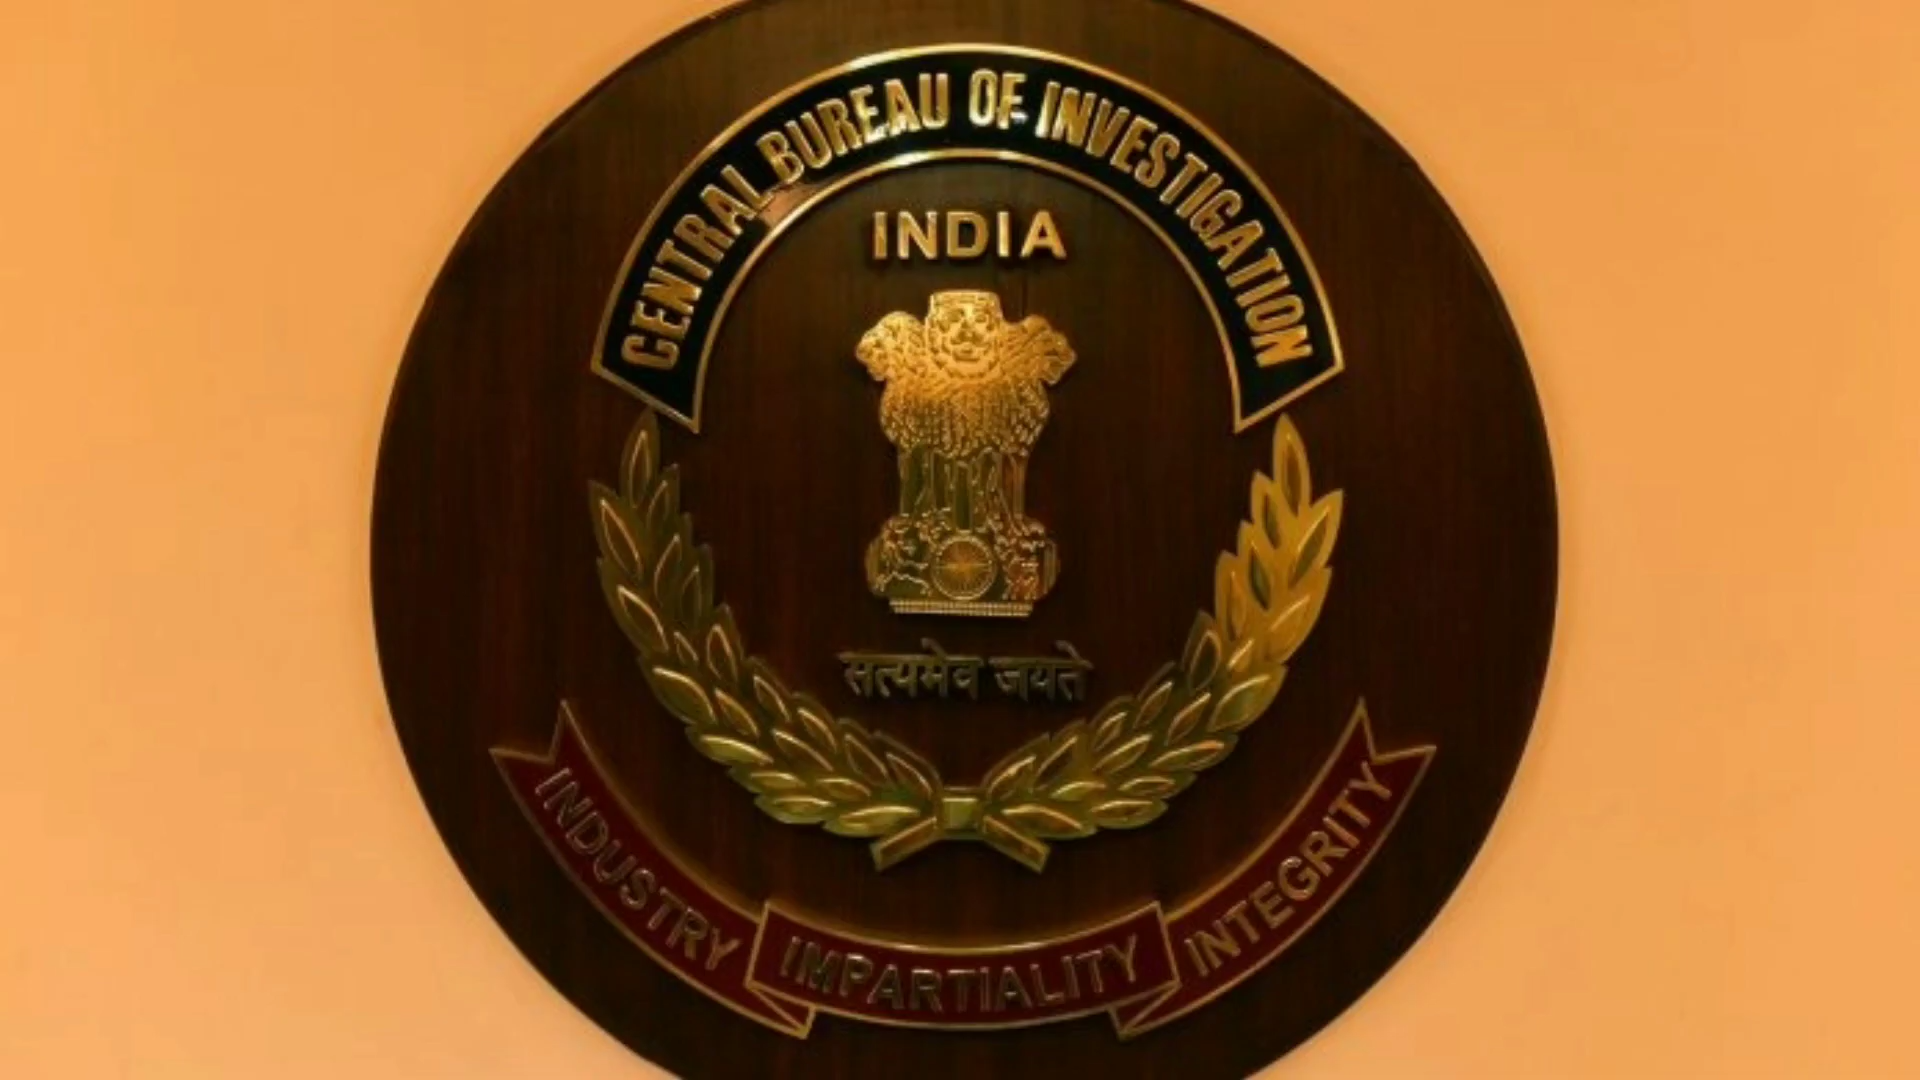 CENTRAL BUREAU OF INVESTIGATION
INDIA
सत्यमेव जयते
INDUSTRY
IMPARTIALITY
INTEGRITY